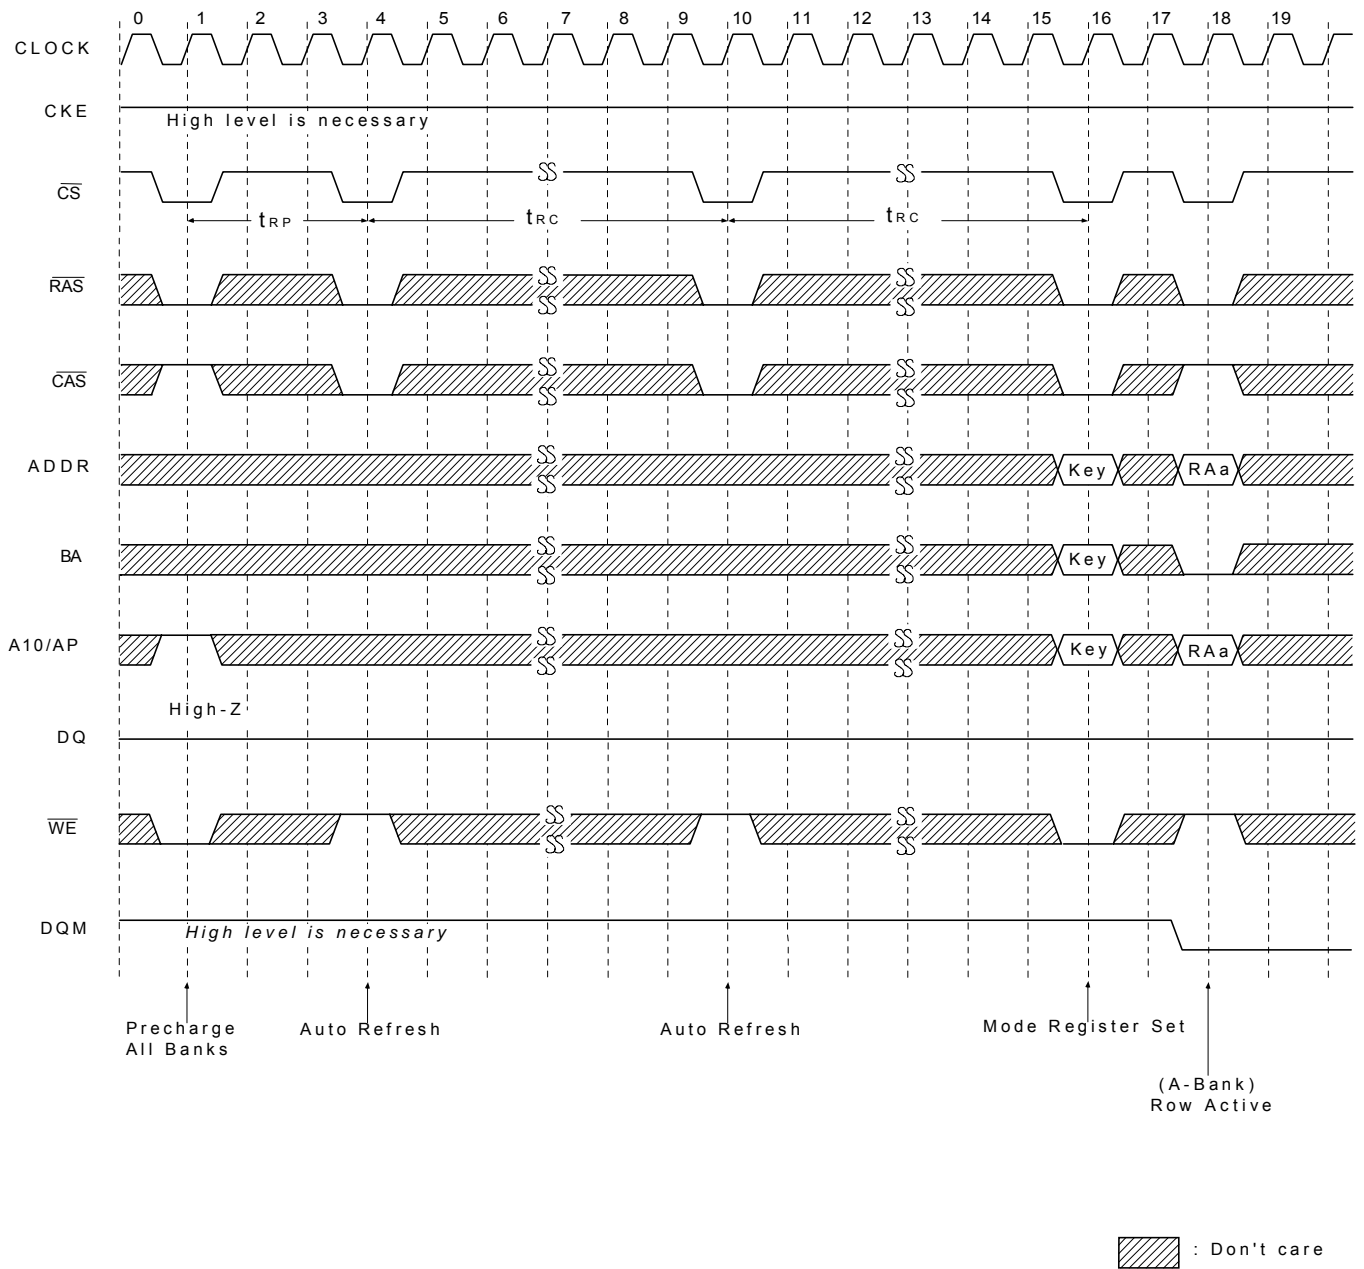 0 1 2 3 4 5 6 7 8 9 10 11 12 13 14 15 16 17 18 19
CLOCK
CKE
High level is necessary
CS
tRP tRC tRC
RAS
CAS
ADDR Key RAa
BA Key
A10/AP Key RAa
High-Z
DQ
WE
DQM
High level is necessary
Precharge
All Banks
Auto Refresh
Auto Refresh
Mode Register Set
(A-Bank)
Row Active
: Don't care